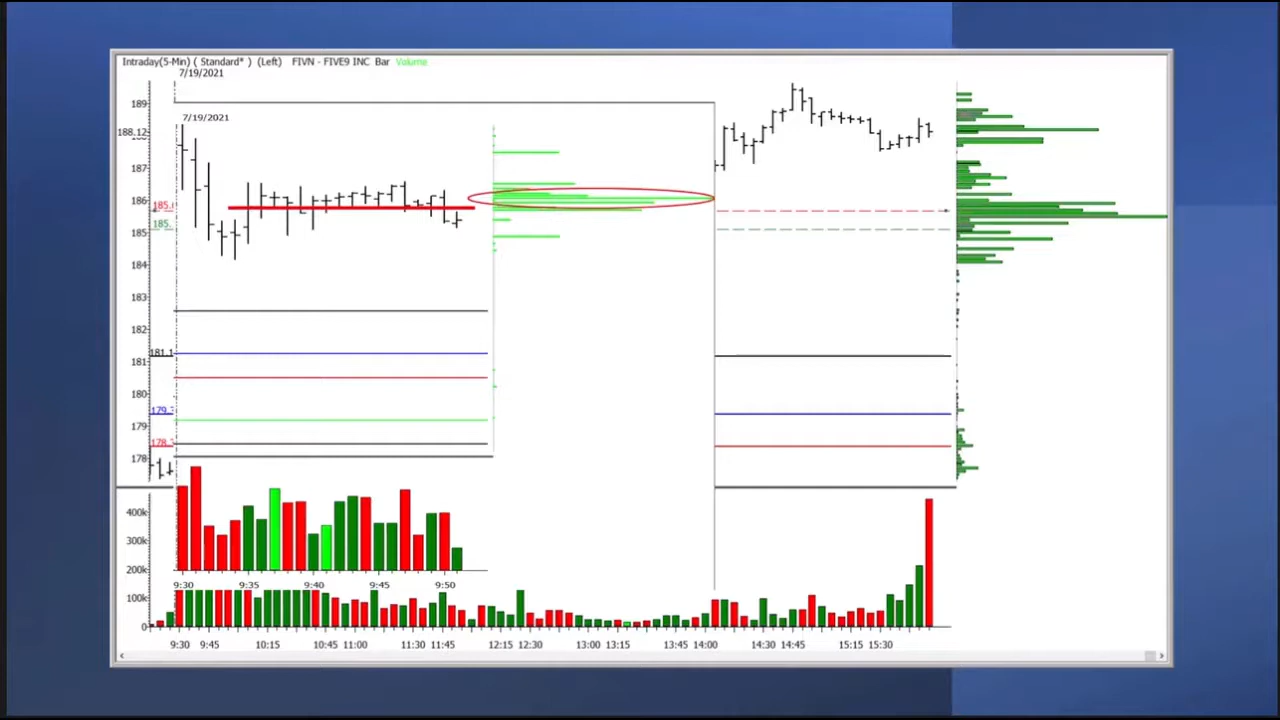 Intraday(5-Min) ( Standard* ) (Left) FIVN - FIVE9 INC Bar Volume
7/19/2021
7/19/2021
189
188.12
187
186
185.
185.
185
184
183
182
181.1
181
180
179.
179
178.
178
400k
300k
200k
100k
0
9:30 9:35 9:40 9:45 9:50
9:30 9:45 10:15 10:45 11:00 11:30 11:45 12:15 12:30 13:00 13:15 13:45 14:00 14:30 14:45 15:15 15:30